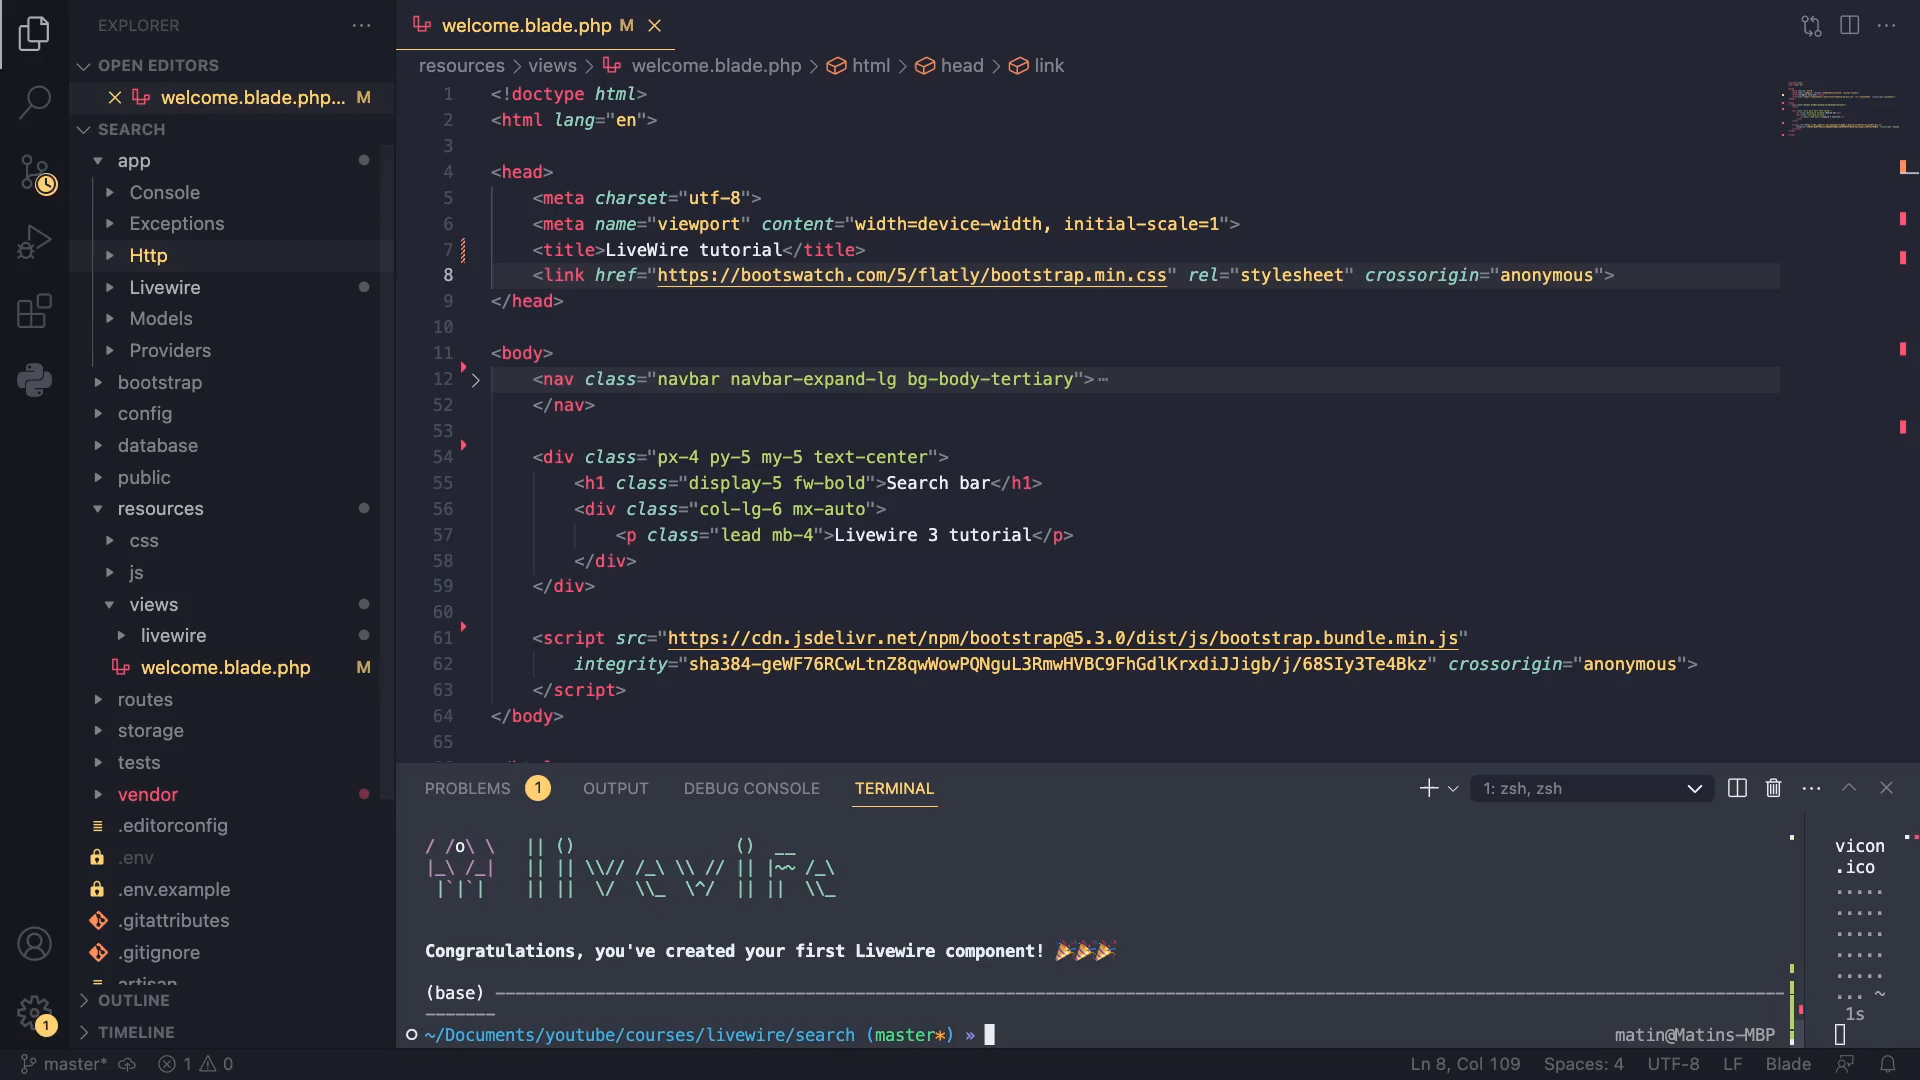 EXPLORER
OPEN EDITORS
welcome.blade.php... M
SEARCH
app
Console
Exceptions
Http
Livewire
Models
Providers
bootstrap
config
database
public
resources
css
js
views
livewire
welcome.blade.php M
routes
storage
tests
vendor
.editorconfig
.env
.env.example
.gitattributes
.gitignore
artisan
OUTLINE
TIMELINE
1
welcome.blade.php M
resources > views > welcome.blade.php > html > head > link
1 <!doctype html>
2 <html lang="en">
3
4 <head>
5 <meta charset="utf-8">
6 <meta name="viewport" content="width=device-width, initial-scale=1">
7 <title>LiveWire tutorial</title>
8 <link href="https://bootswatch.com/5/flatly/bootstrap.min.css" rel="stylesheet" crossorigin="anonymous">
9 </head>
10
11 <body>
12 <nav class="navbar navbar-expand-lg bg-body-tertiary">…
52 </nav>
53
54 <div class="px-4 py-5 my-5 text-center">
55 <h1 class="display-5 fw-bold">Search bar</h1>
56 <div class="col-lg-6 mx-auto">
57 <p class="lead mb-4">Livewire 3 tutorial</p>
58 </div>
59 </div>
60
61 <script src="https://cdn.jsdelivr.net/npm/bootstrap@5.3.0/dist/js/bootstrap.bundle.min.js"
62 integrity="sha384-geWF76RCwLtnZ8qwWowPQNguL3RmwHVBC9FhGdlKrxdiJJigb/j/68SIy3Te4Bkz" crossorigin="anonymous">
63 </script>
64 </body>
65
PROBLEMS 1 OUTPUT DEBUG CONSOLE TERMINAL
1: zsh, zsh
/ /o\ \   || ()                 ()  __
|_\ /_|   || || \\// /_\ \\ // || |~~ /_\
 |`|`|    || ||  \/  \\_  \^/  || ||  \\_
Congratulations, you've created your first Livewire component! 🎉🎉🎉
(base)
~/Documents/youtube/courses/livewire/search (master*) »
matin@Matins-MBP
vicon
.ico
.....
.....
.....
.....
.....
... ~
1s
master* 1 0
Ln 8, Col 109 Spaces: 4 UTF-8 LF Blade